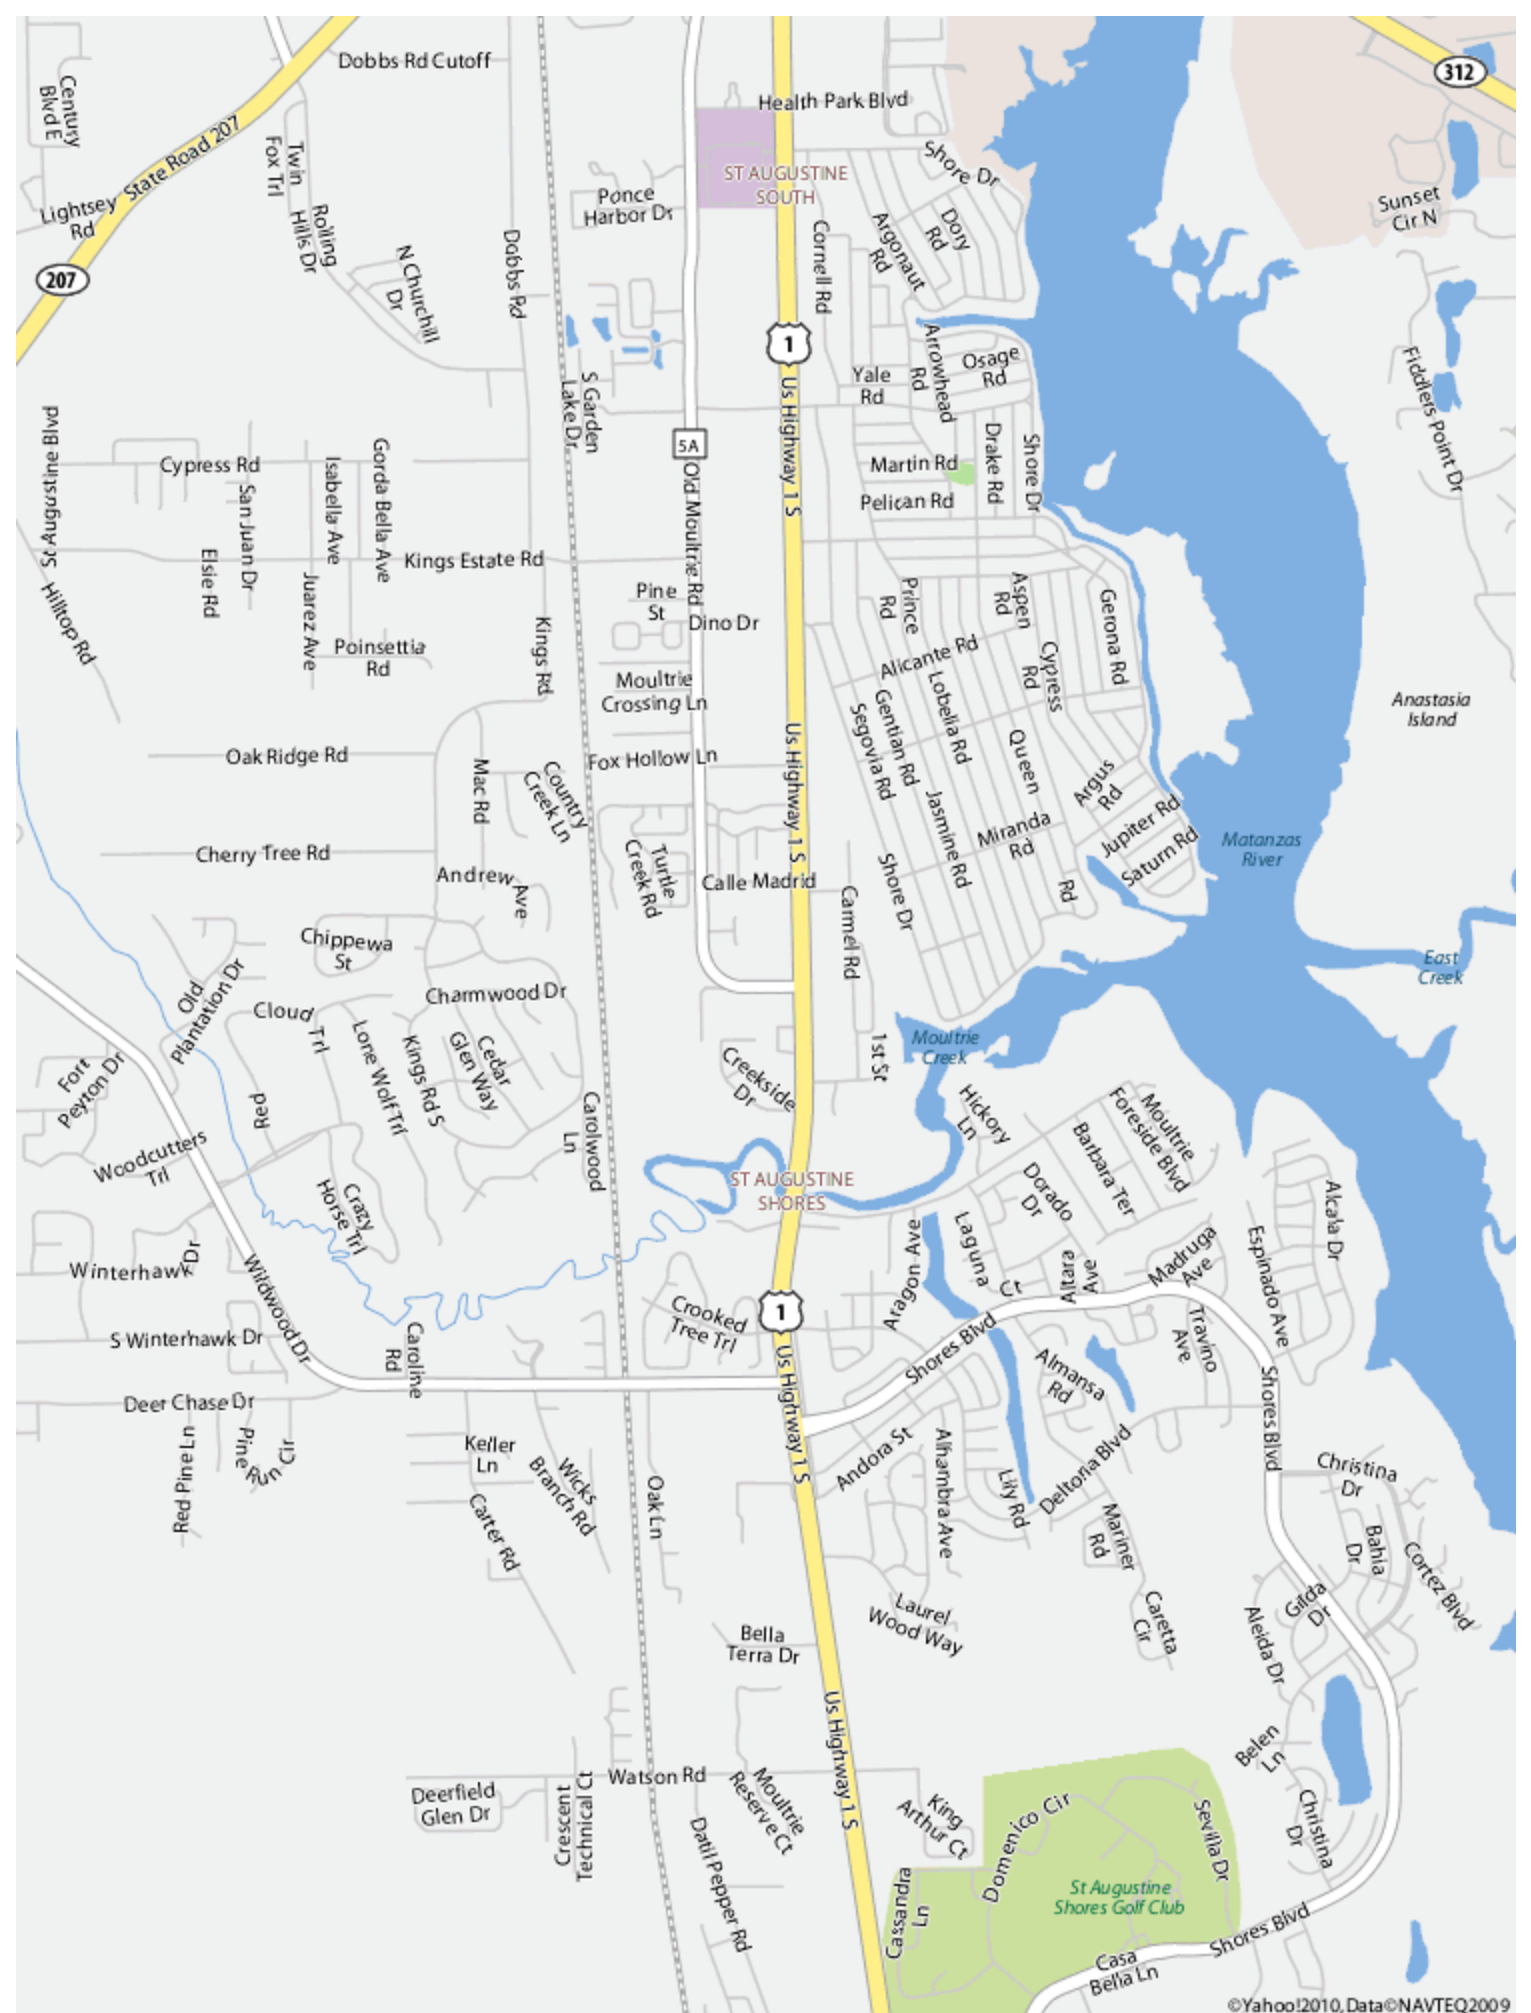 Dobbs Rd Cutoff
312
Century
Blvd E
Health Park Blvd
State Road 207
Twin
Fox Trl
Shore Dr
ST AUGUSTINE
SOUTH
Ponce
Harbor Dr
Lightsey
Rd
Sunset
Cir N
Rolling
Hills Dr
Dory
Rd
Argonaut
Rd
Cornell Rd
N Churchill
Dr
Dobbs Rd
207
1
Arrowhead
Rd
Osage
Rd
Yale
Rd
Fiddlers Point Dr
S Garden
Lake Dr
Us Highway 1 S
5A
St Augustine Blvd
Cypress Rd
Isabella Ave
Gorda Bella Ave
San Juan Dr
Martin Rd
Drake Rd
Shore Dr
Pelican Rd
Old Moultrie Rd
Kings Estate Rd
Elsie Rd
Juarez Ave
Hilltop Rd
Pine
St
Dino Dr
Prince
Rd
Aspen
Rd
Gerona Rd
Poinsettia
Rd
Kings Rd
Alicante Rd
Cypress
Rd
Moultrie
Crossing Ln
Lobelia Rd
Gentian Rd
Segovia Rd
Anastasia
Island
Oak Ridge Rd
Fox Hollow Ln
Us Highway 1 S
Queen
Rd
Argus
Rd
Mac Rd
Country
Creek Ln
Jasmine Rd
Miranda
Rd
Jupiter Rd
Saturn Rd
Matanzas
River
Cherry Tree Rd
Turtle
Creek Rd
Andrew
Ave
Calle Madrid
Shore Dr
Carmel Rd
Chippewa
St
East
Creek
Old
Plantation Dr
Charmwood Dr
Cloud
Trl
Red
Lone Wolf Trl
Kings Rd S
Cedar
Glen Way
1st St
Moultrie
Creek
Fort
Peyton Dr
Creekside
Dr
Hickory
Ln
Moultrie
Foreside Blvd
Carolwood
Ln
Barbara Ter
Woodcutters
Trl
ST AUGUSTINE
SHORES
Dorado
Dr
Crazy
Horse Trl
Alcala Dr
Laguna
Ct
Aragon Ave
Altara
Ave
Madruga
Ave
Espinado Ave
Winterhawk Dr
Wildwood Dr
1
Crooked
Tree Trl
S Winterhawk Dr
Caroline
Rd
Shores Blvd
Travino
Ave
Almansa
Rd
Us Highway 1 S
Shores Blvd
Deer Chase Dr
Red Pine Ln
Pine Run Cir
Keller
Ln
Wicks
Branch Rd
Andora St
Alhambra Ave
Lily Rd
Deltona Blvd
Christina
Dr
Oak Ln
Carter Rd
Mariner
Rd
Bahia
Dr
Cortez Blvd
Laurel
Wood Way
Caretta
Cir
Gilda
Dr
Aleida Dr
Bella
Terra Dr
Us Highway 1 S
Belen
Ln
Watson Rd
Deerfield
Glen Dr
Crescent
Technical Ct
Moultrie
Reserve Ct
King
Arthur Ct
Domenico Cir
Sevilla Dr
Christina
Dr
Datil Pepper Rd
Cassandra
Ln
St Augustine
Shores Golf Club
Shores Blvd
Casa
Bella Ln
©Yahoo!2010, Data©NAVTEQ2009